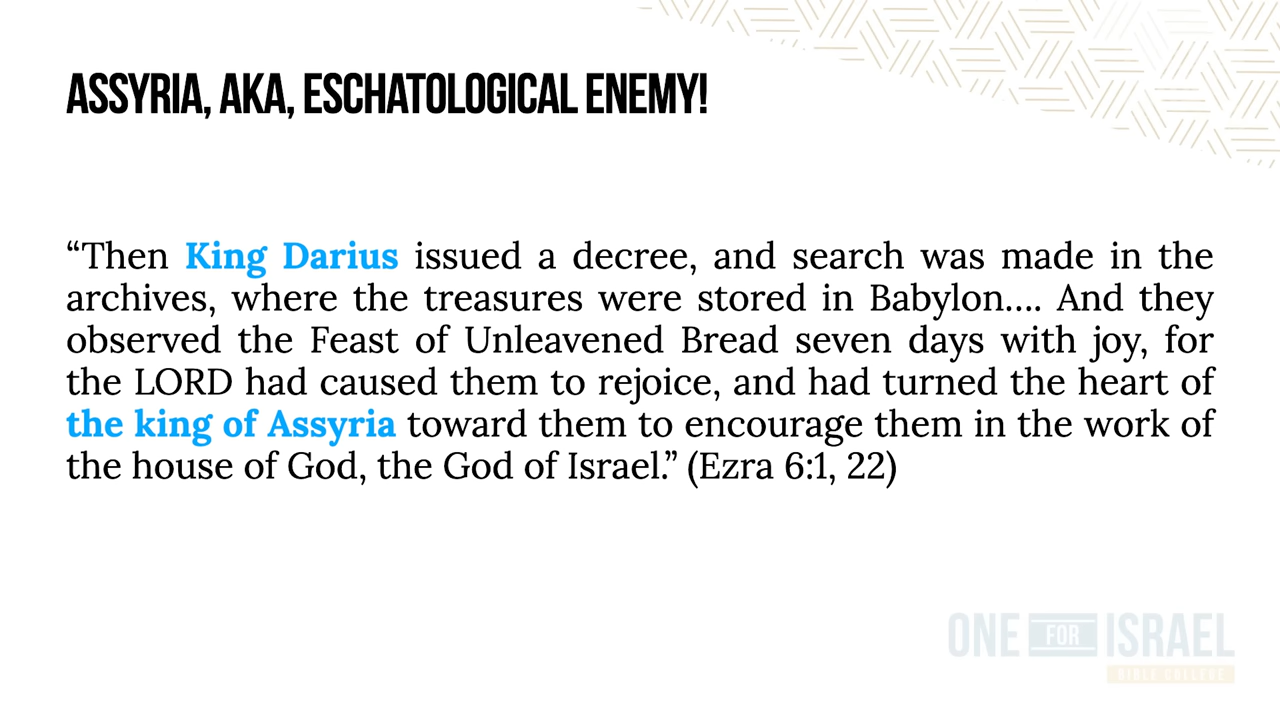 ASSYRIA, AKA, ESCHATOLOGICAL ENEMY!
“Then King Darius issued a decree, and search was made in the
archives, where the treasures were stored in Babylon…. And they
observed the Feast of Unleavened Bread seven days with joy, for
the LORD had caused them to rejoice, and had turned the heart of
the king of Assyria toward them to encourage them in the work of
the house of God, the God of Israel.” (Ezra 6:1, 22)
ONE FOR ISRAEL
BIBLE COLLEGE